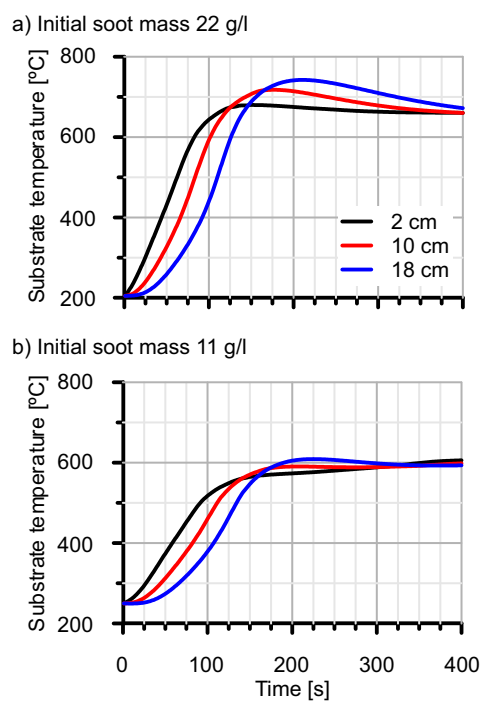 a) Initial soot mass 22 g/l
Substrate temperature [ºC]
800
600
400
200
2 cm
10 cm
18 cm
b) Initial soot mass 11 g/l
Substrate temperature [ºC]
800
600
400
200
0 100 200 300 400
Time [s]